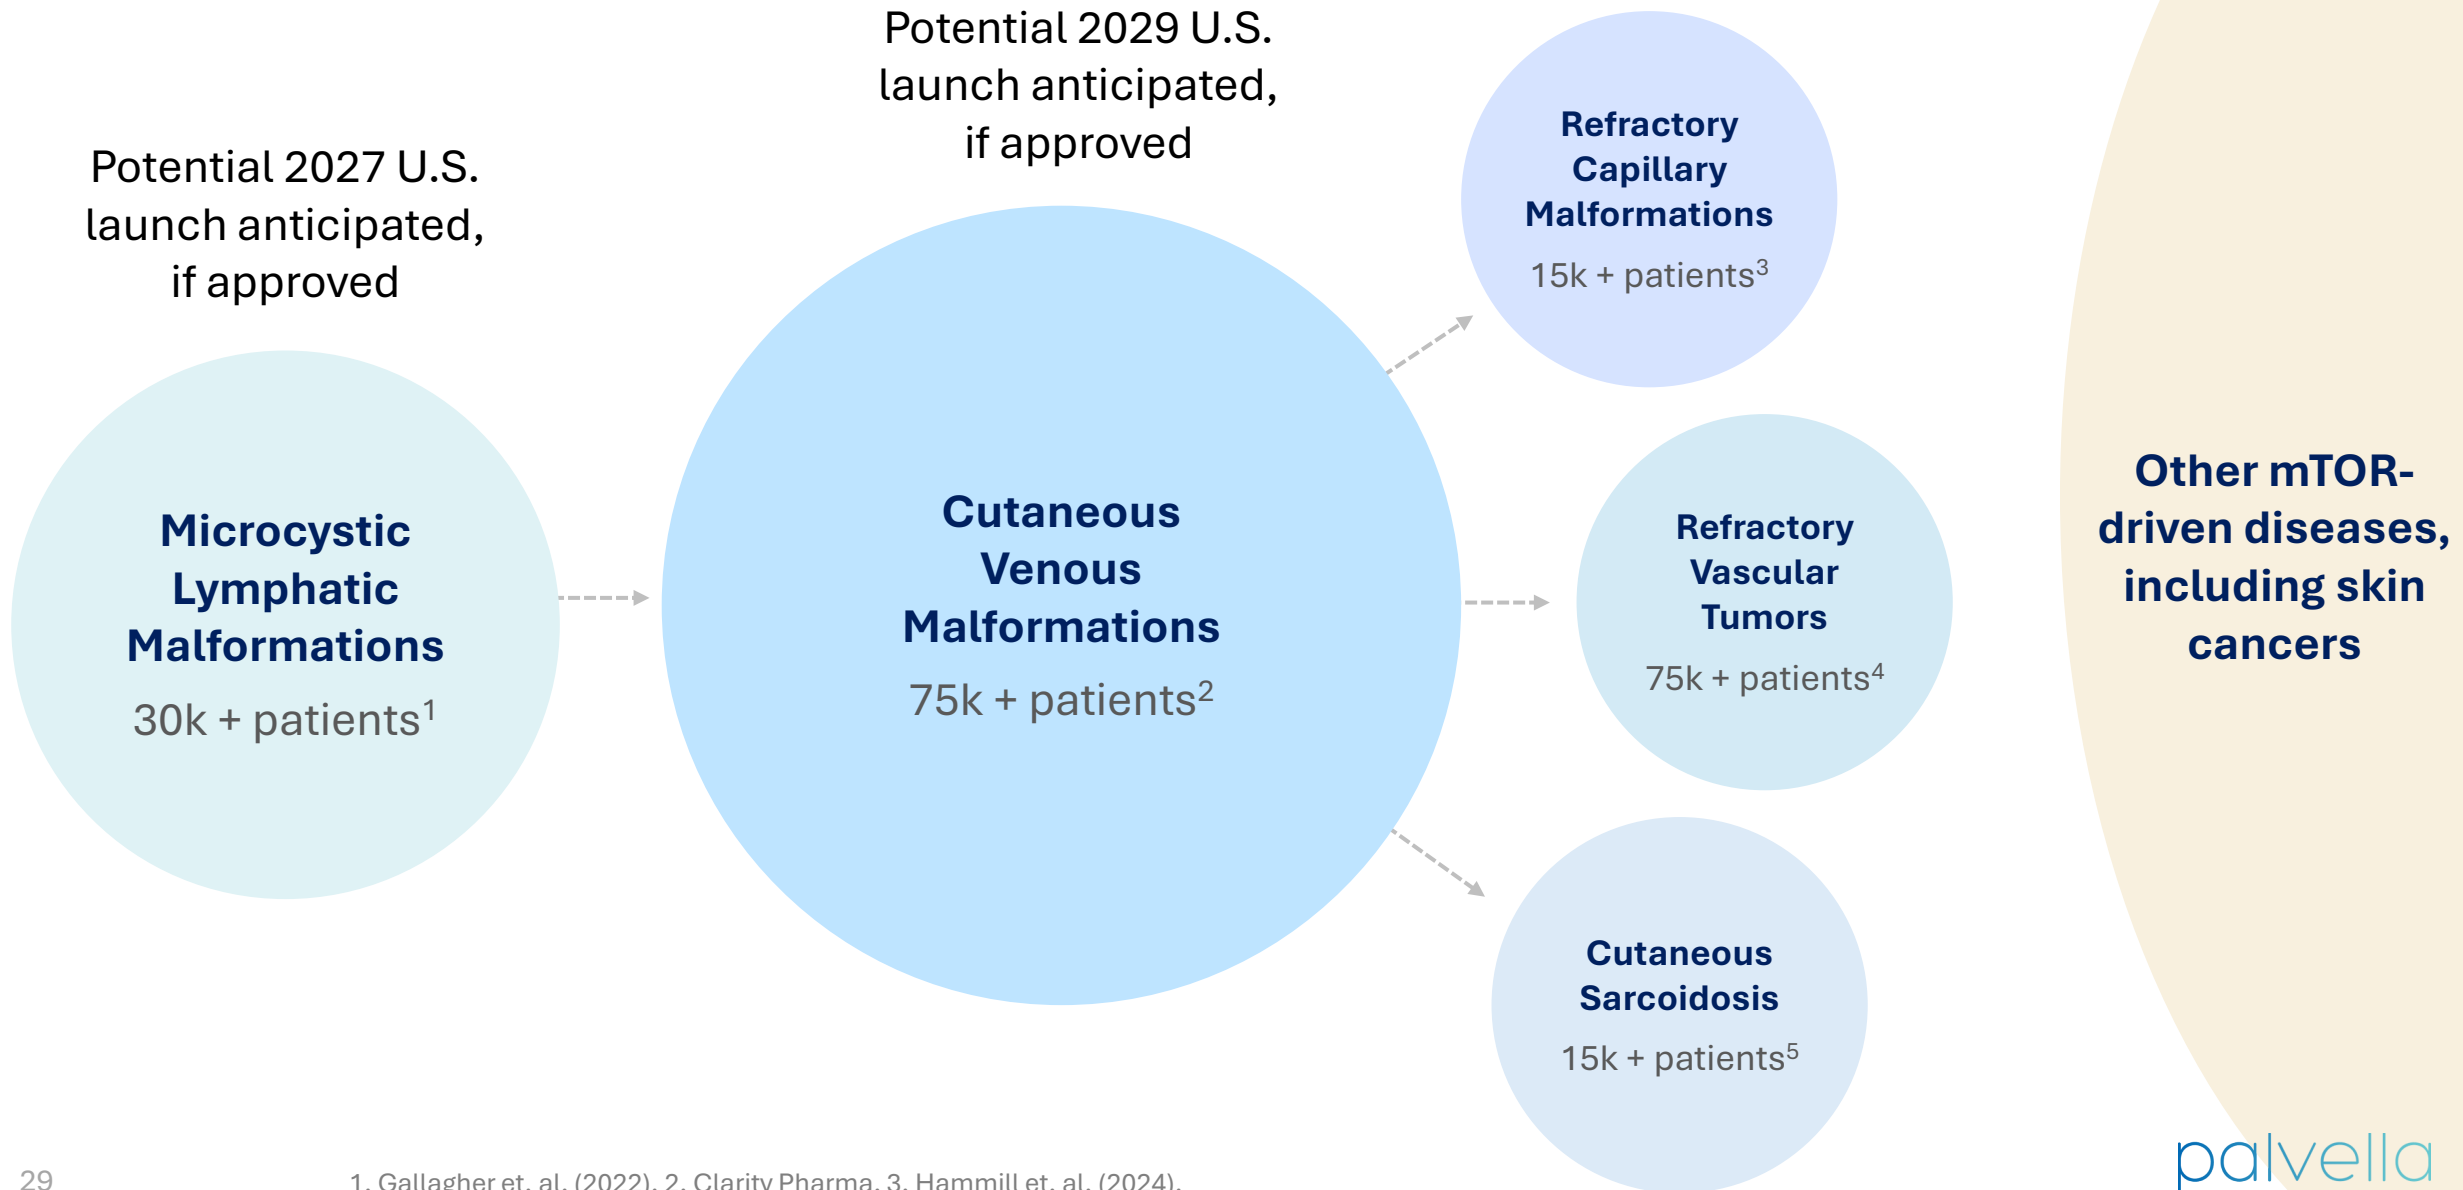 Potential 2027 U.S.
launch anticipated,
if approved
Microcystic
Lymphatic
Malformations
30k + patients¹
Potential 2029 U.S.
launch anticipated,
if approved
Cutaneous
Venous
Malformations
75k + patients²
Refractory
Capillary
Malformations
15k + patients³
Refractory
Vascular
Tumors
75k + patients⁴
Cutaneous
Sarcoidosis
15k + patients⁵
Other mTOR-
driven diseases,
including skin
cancers
29
1. Gallagher et. al. (2022). 2. Clarity Pharma. 3. Hammill et. al. (2024).
palvella